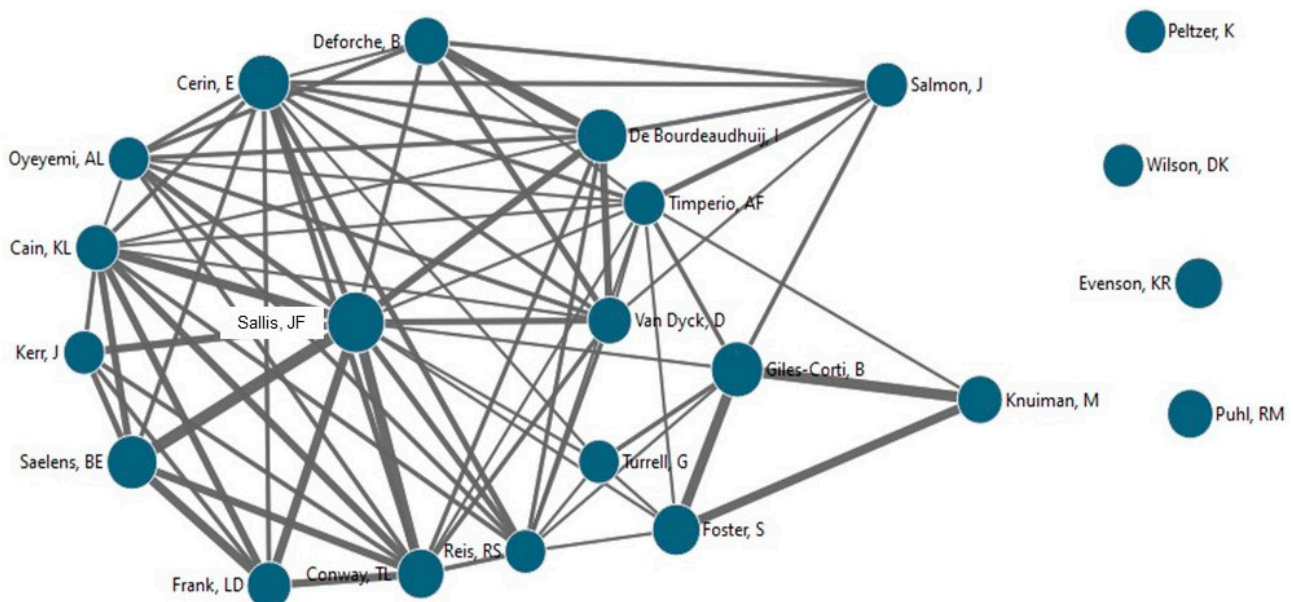 Peltzer, K
Deforche, B
Cerin, E
Salmon, J
De Bourdeaudhuij, I
Oyeyemi, AL
Wilson, DK
Timperio, AF
Cain, KL
Evenson, KR
Sallis, JF
Van Dyck, D
Kerr, J
Giles-Corti, B
Knuiman, M
Puhl, RM
Saelens, BE
Turrell, G
Foster, S
Reis, RS
Conway, TL
Frank, LD